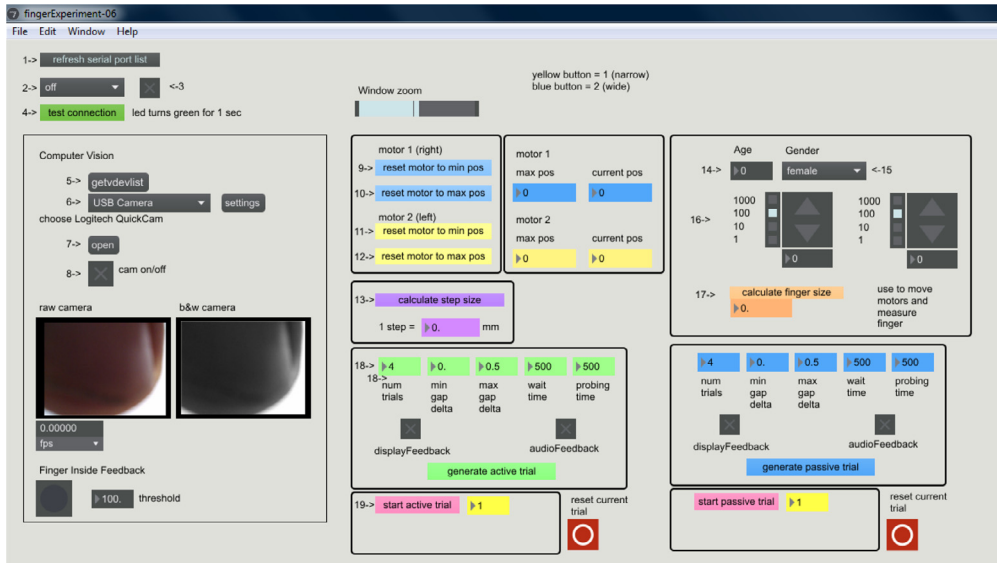 fingerExperiment-06
File Edit Window Help
1-> refresh serial port list
2-> off <-3
4-> test connection led turns green for 1 sec
Window zoom
yellow button = 1 (narrow)
blue button = 2 (wide)
Computer Vision
5-> getvdevlist
6-> USB Camera settings
choose Logitech QuickCam
7-> open
8-> cam on/off
raw camera b&w camera
0.00000
fps
Finger Inside Feedback
100. threshold
motor 1 (right)
9-> reset motor to min pos
10-> reset motor to max pos
motor 2 (left)
11-> reset motor to min pos
12-> reset motor to max pos
motor 1
max pos current pos
0 0
motor 2
max pos current pos
0 0
13-> calculate step size
1 step = 0. mm
Age Gender
14-> 0 female <-15
16->
1000 1000
100 100
10 10
1 1
0 0
17-> calculate finger size
0.
use to move
motors and
measure
finger
18-> 4 0. 0.5 500 500
18->
num min max wait probing
trials gap gap time time
delta delta
displayFeedback audioFeedback
generate active trial
19-> start active trial 1
reset current
trial
4 0. 0.5 500 500
num min max wait probing
trials gap gap time time
delta delta
displayFeedback audioFeedback
generate passive trial
start passive trial 1
reset current
trial